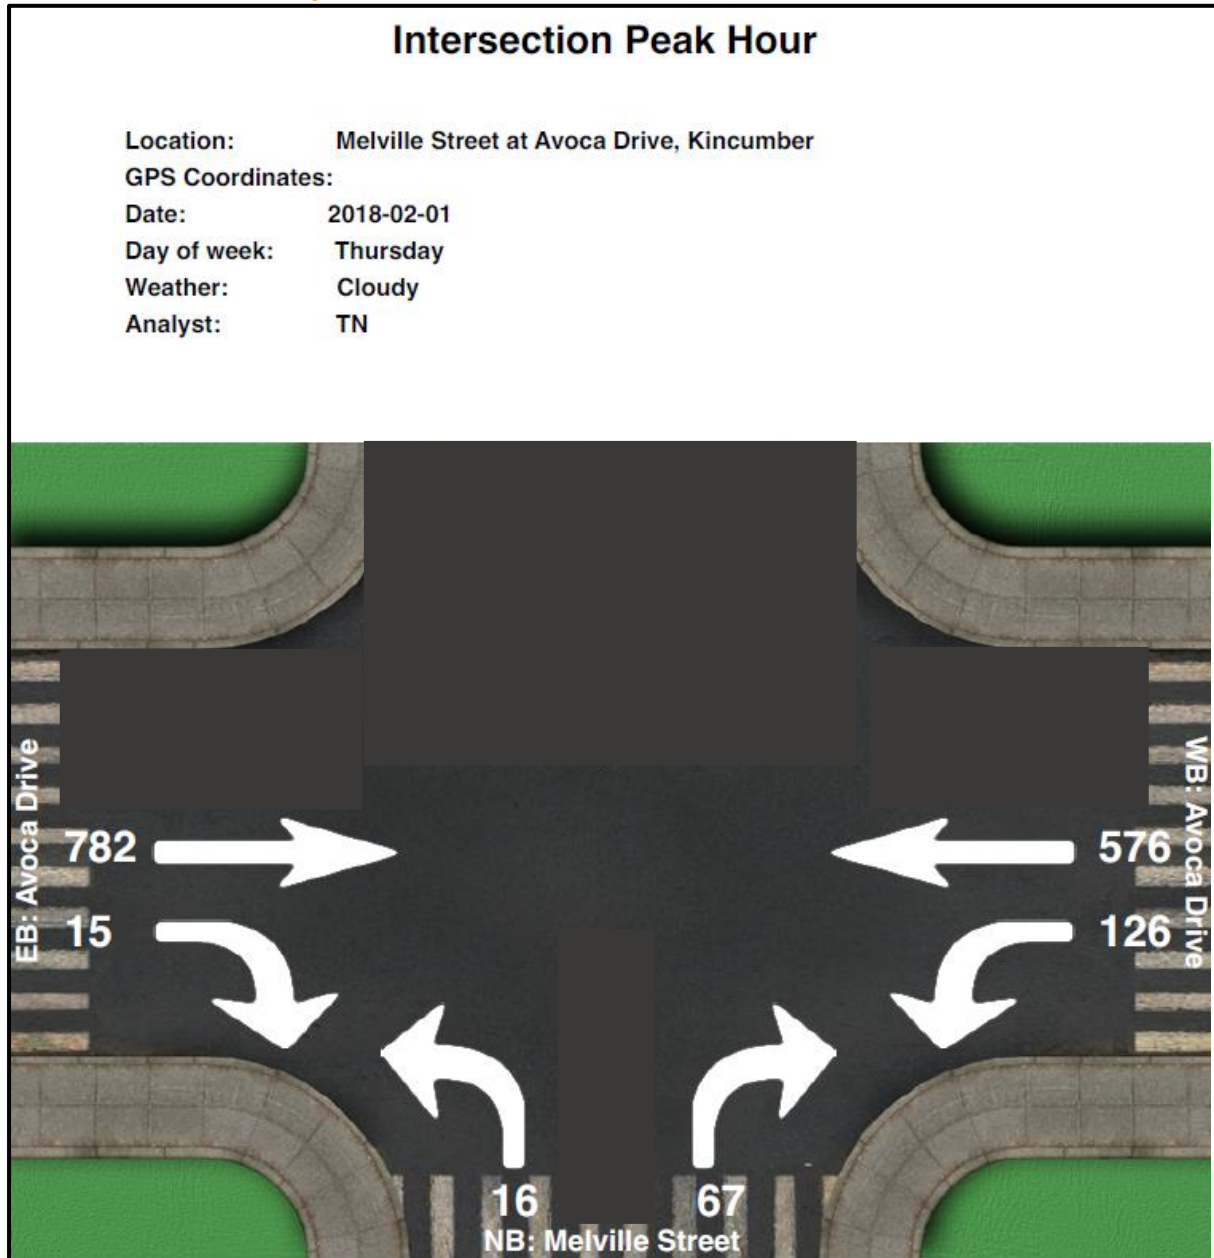 Intersection Peak Hour
Location: Melville Street at Avoca Drive, Kincumber
GPS Coordinates:
Date: 2018-02-01
Day of week: Thursday
Weather: Cloudy
Analyst: TN
EB: Avoca Drive
782
15
576
126
WB: Avoca Drive
16 67
NB: Melville Street